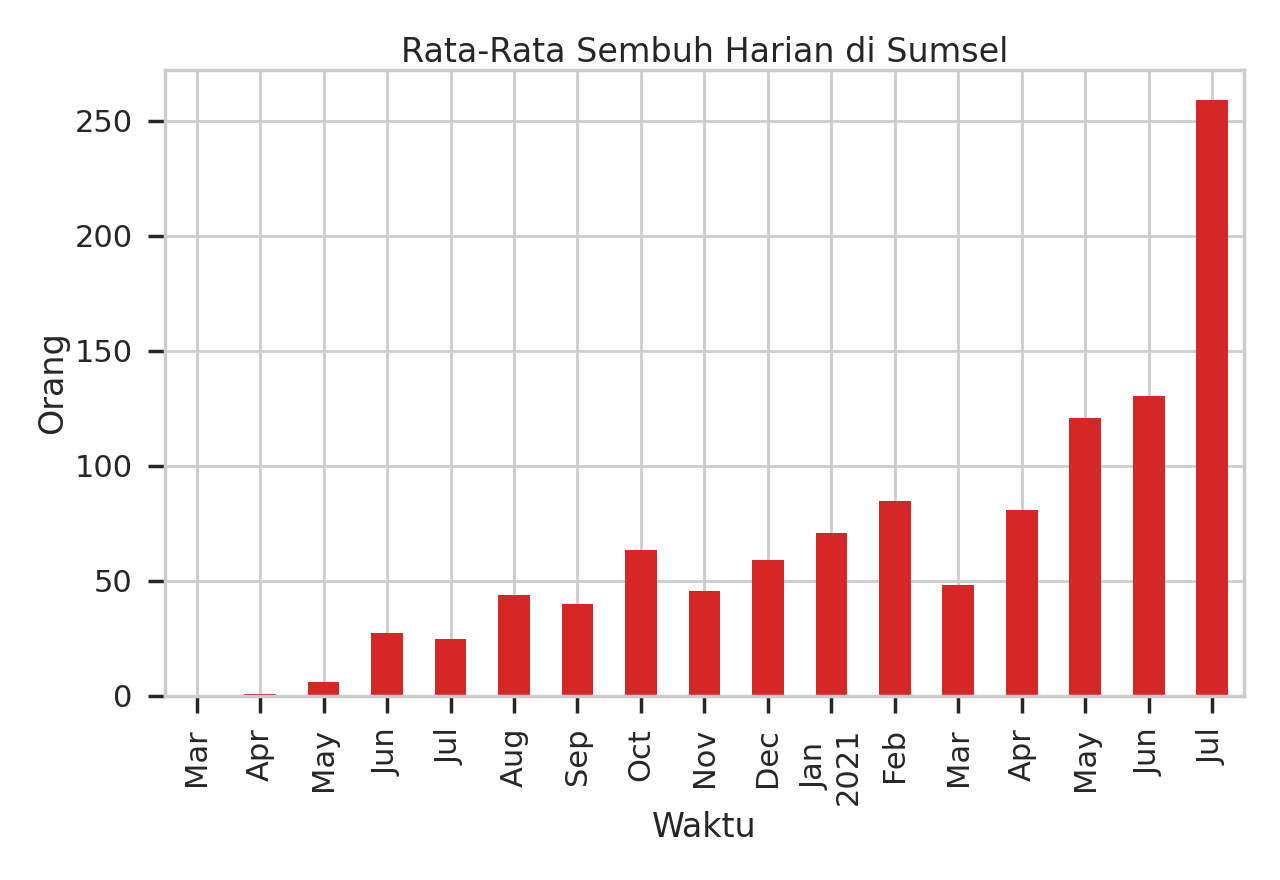 Rata-Rata Sembuh Harian di Sumsel
Orang
250
200
150
100
50
0
Mar
Apr
May
Jun
Jul
Aug
Sep
Oct
Nov
Dec
Jan
2021
Feb
Mar
Apr
May
Jun
Jul
Waktu